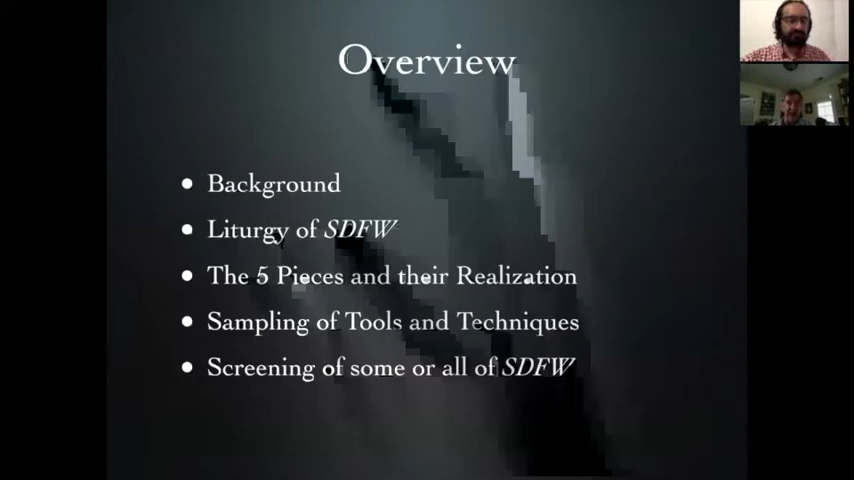 Overview
• Background
• Liturgy of SDFW
• The 5 Pieces and their Realization
• Sampling of Tools and Techniques
• Screening of some or all of SDFW